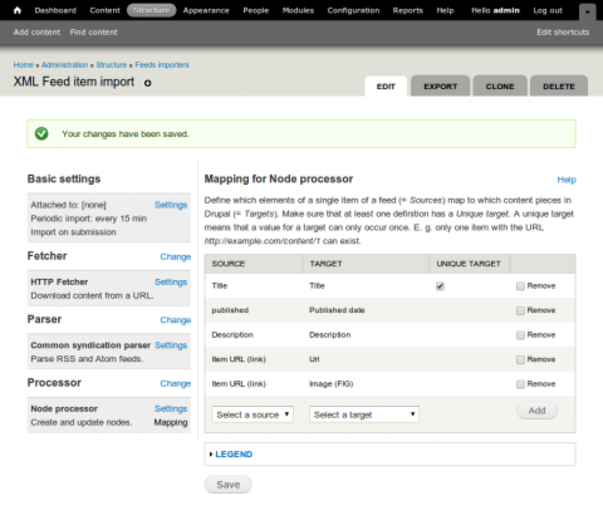 Dashboard Content Structure Appearance People Modules Configuration Reports Help Hello admin Log out
Add content Find content Edit shortcuts
Home » Administration » Structure » Feeds importers
XML Feed item import
EDIT EXPORT CLONE DELETE
Your changes have been saved.
Basic settings
Attached to: [none] Settings
Periodic import: every 15 min
Import on submission
Fetcher Change
HTTP Fetcher Settings
Download content from a URL.
Parser Change
Common syndication parser Settings
Parse RSS and Atom feeds.
Processor Change
Node processor Settings
Create and update nodes. Mapping
Mapping for Node processor Help
Define which elements of a single item of a feed (= Sources) map to which content pieces in
Drupal (= Targets). Make sure that at least one definition has a Unique target. A unique target
means that a value for a target can only occur once. E. g. only one item with the URL
http://example.com/content/1 can exist.
SOURCE TARGET UNIQUE TARGET
Title Title Remove
published Published date Remove
Description Description Remove
Item URL (link) Url Remove
Item URL (link) Image (FIG) Remove
Select a source Select a target Add
LEGEND
Save